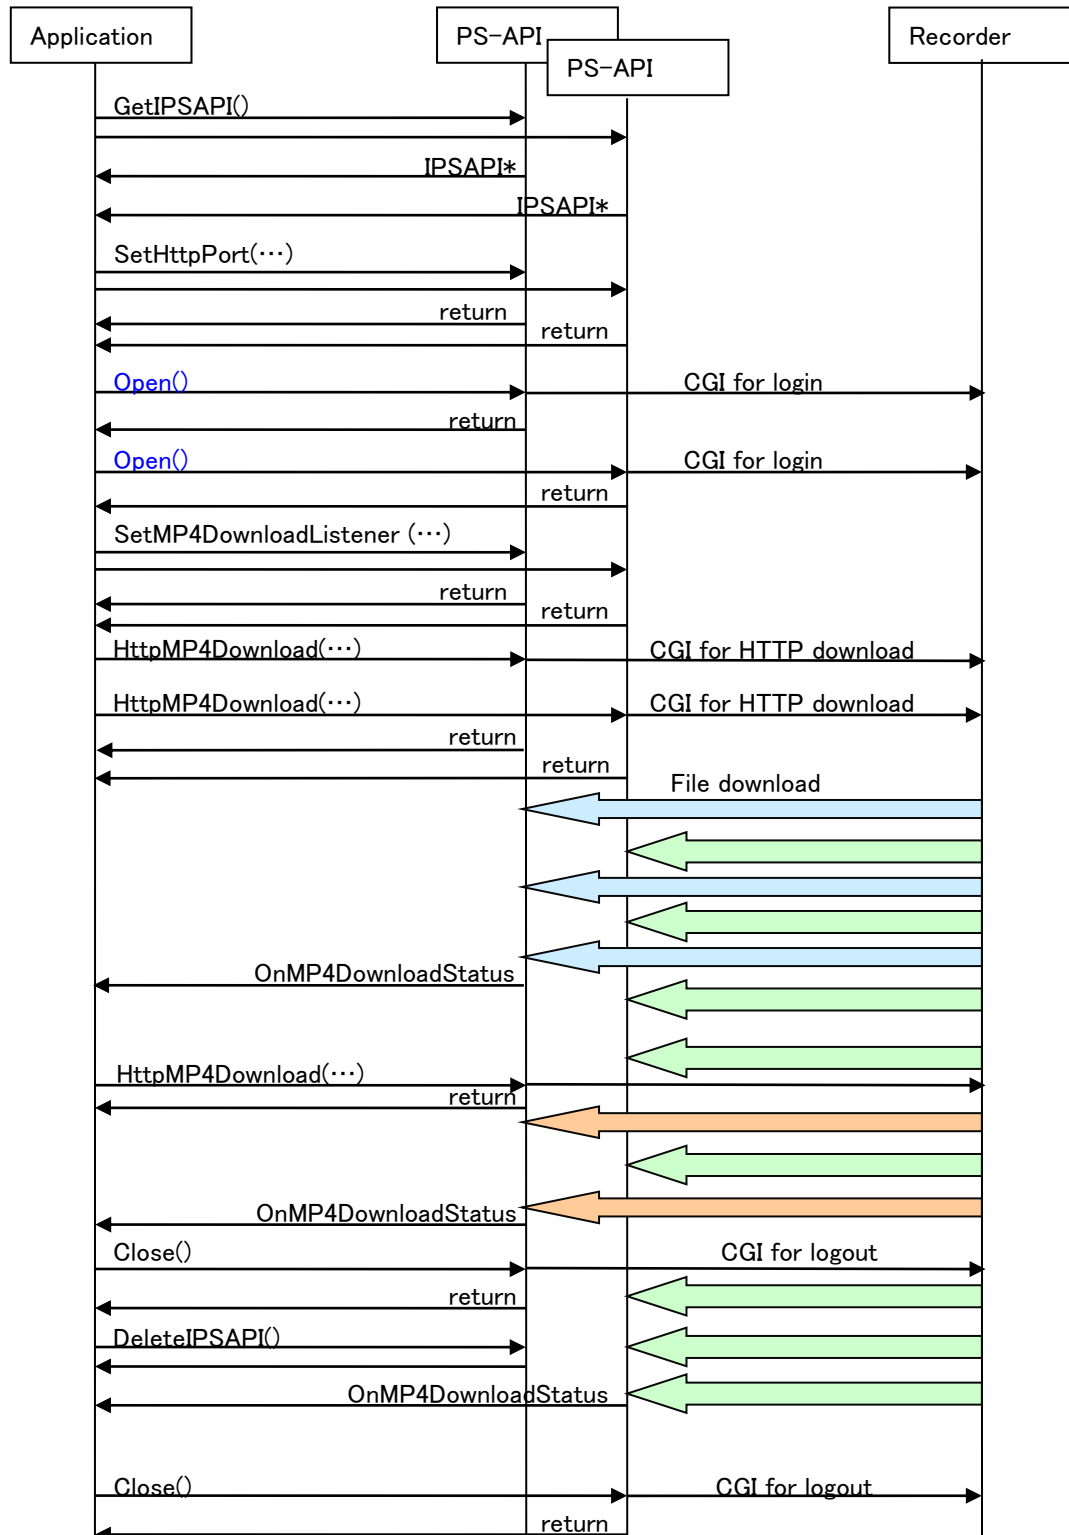 Application
PS-API
PS-API
Recorder
GetIPSAPI()
IPSAPI*
IPSAPI*
SetHttpPort(…)
return
return
Open()
CGI for login
return
Open()
CGI for login
return
SetMP4DownloadListener (…)
return
return
HttpMP4Download(…)
CGI for HTTP download
HttpMP4Download(…)
CGI for HTTP download
return
return
File download
OnMP4DownloadStatus
HttpMP4Download(…)
return
OnMP4DownloadStatus
Close()
CGI for logout
return
DeleteIPSAPI()
OnMP4DownloadStatus
Close()
CGI for logout
return